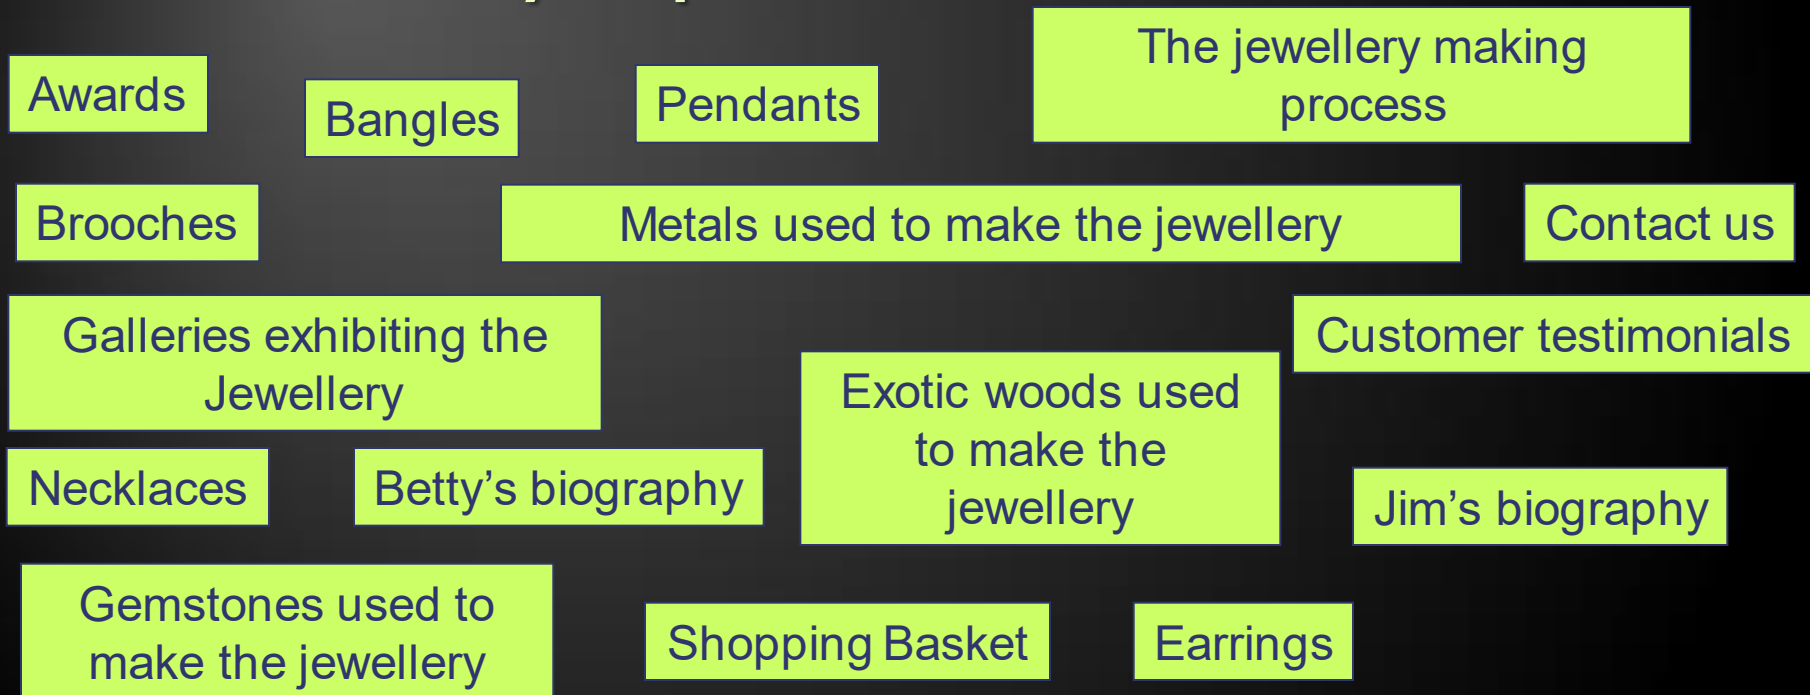 Awards
Bangles
Pendants
The jewellery making
process
Brooches
Metals used to make the jewellery
Contact us
Galleries exhibiting the
Jewellery
Customer testimonials
Exotic woods used
to make the
jewellery
Necklaces
Betty’s biography
Jim’s biography
Gemstones used to
make the jewellery
Shopping Basket
Earrings